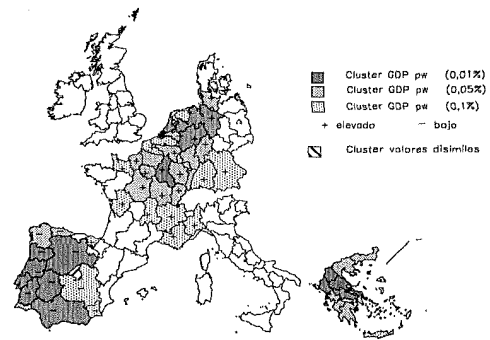 Cluster GDP pw (0,01%)
Cluster GDP pw (0,05%)
Cluster GDP pw (0,1%)
+ elevado - bajo
Cluster valores disimiles